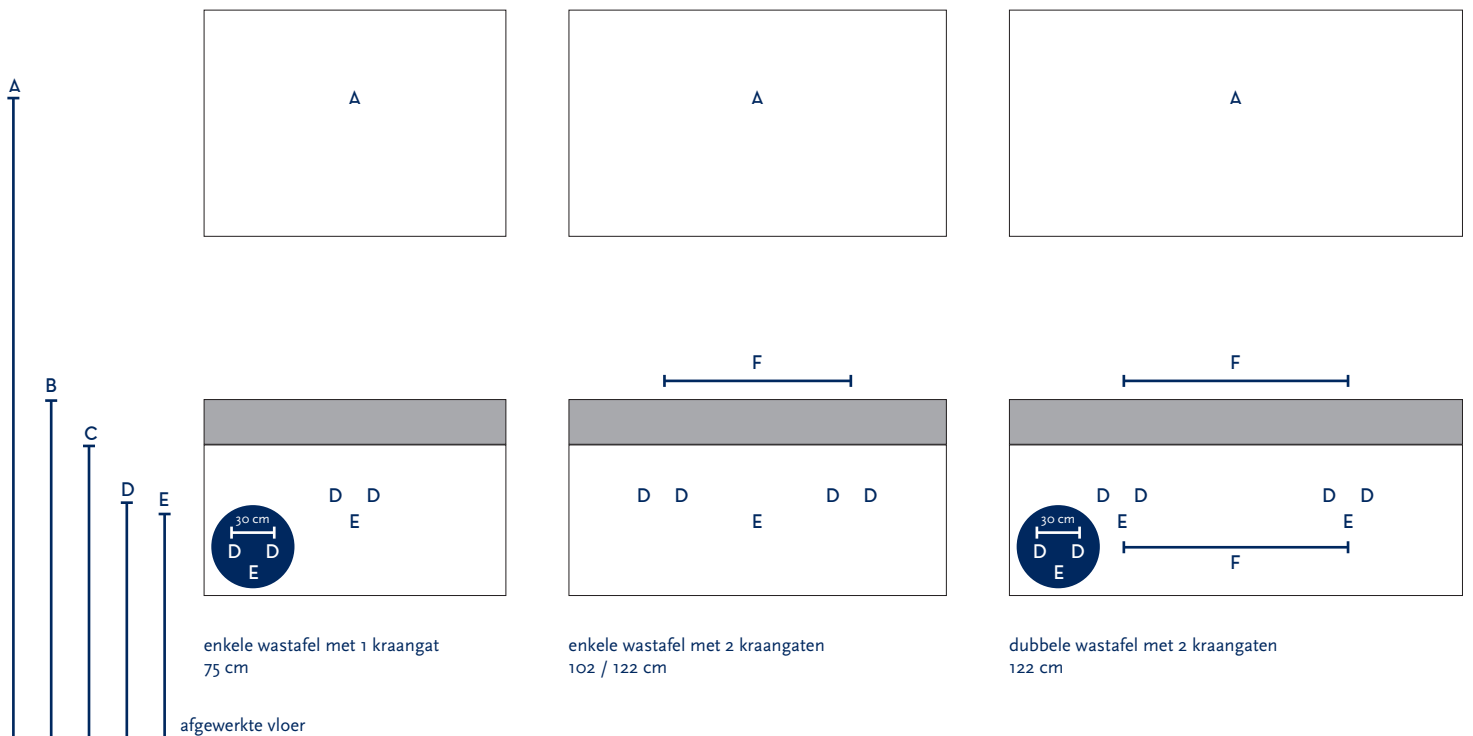 A
A
A
A
B
F
F
C
D
E
D D
D D
D D
D D
D D
E
E
E
E
30 cm
D D
E
30 cm
D D
E
F
enkele wastafel met 1 kraangat
75 cm
enkele wastafel met 2 kraangaten
102 / 122 cm
dubbele wastafel met 2 kraangaten
122 cm
afgewerkte vloer